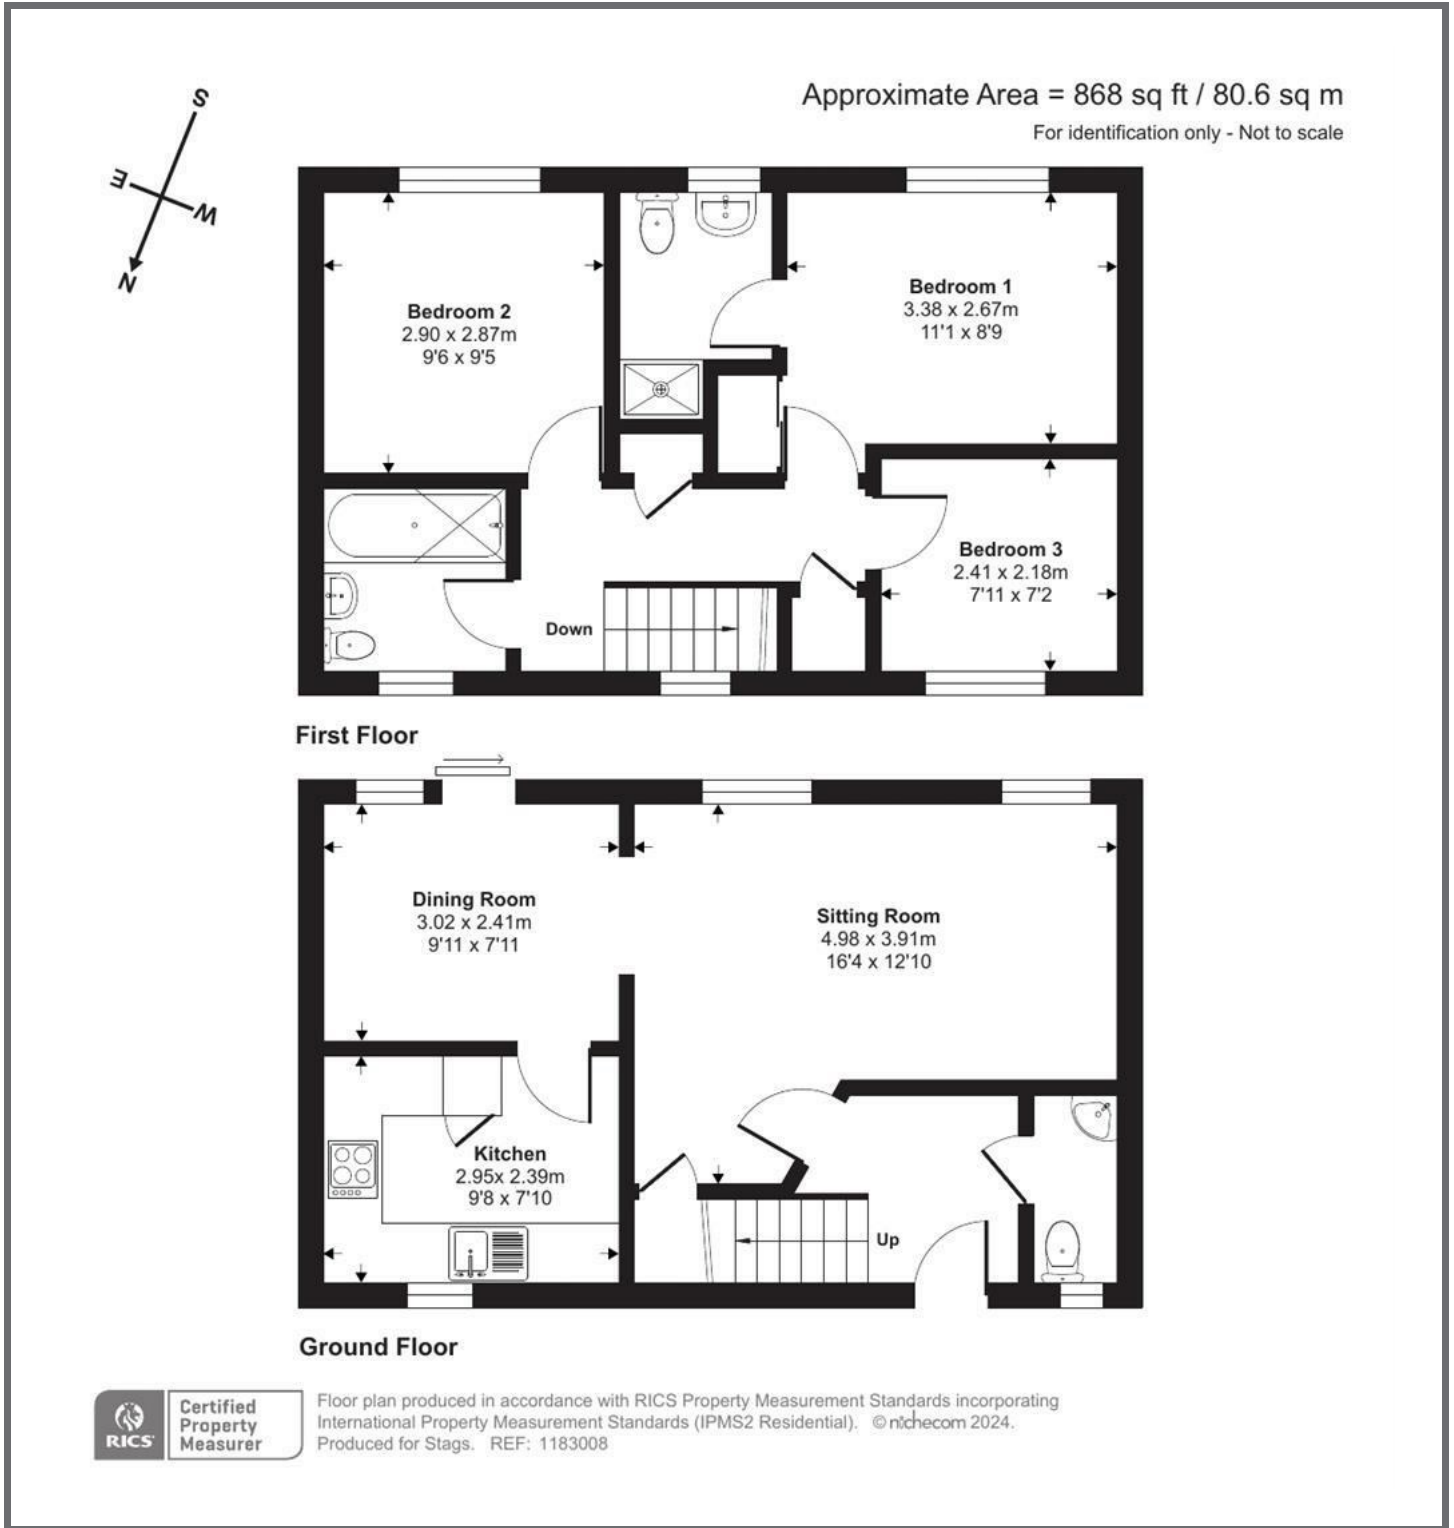 S
E
W
N
Approximate Area = 868 sq ft / 80.6 sq m
For identification only - Not to scale
Bedroom 2
2.90 x 2.87m
9'6 x 9'5
Bedroom 1
3.38 x 2.67m
11'1 x 8'9
Bedroom 3
2.41 x 2.18m
7'11 x 7'2
Down
First Floor
Dining Room
3.02 x 2.41m
9'11 x 7'11
Sitting Room
4.98 x 3.91m
16'4 x 12'10
Kitchen
2.95x 2.39m
9'8 x 7'10
Up
Ground Floor
RICS
Certified
Property
Measurer
Floor plan produced in accordance with RICS Property Measurement Standards incorporating
International Property Measurement Standards (IPMS2 Residential). © nichecom 2024.
Produced for Stags. REF: 1183008